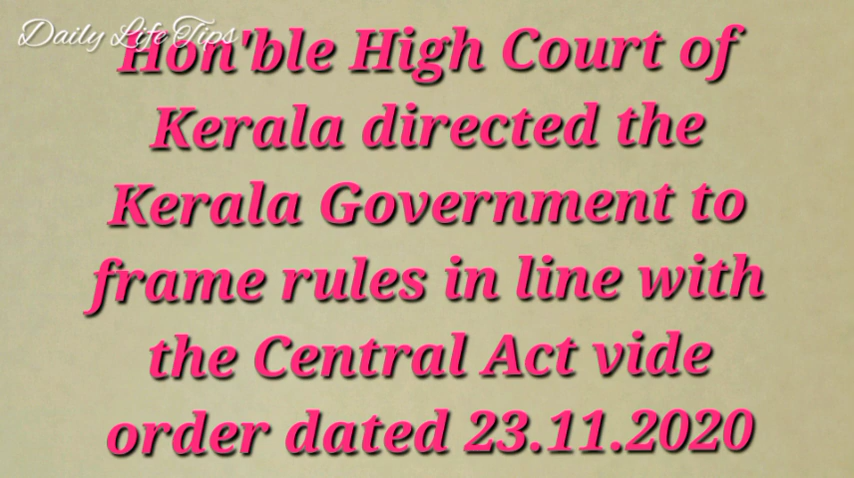 Daily Life Tips
Hon'ble High Court of
Kerala directed the
Kerala Government to
frame rules in line with
the Central Act vide
order dated 23.11.2020